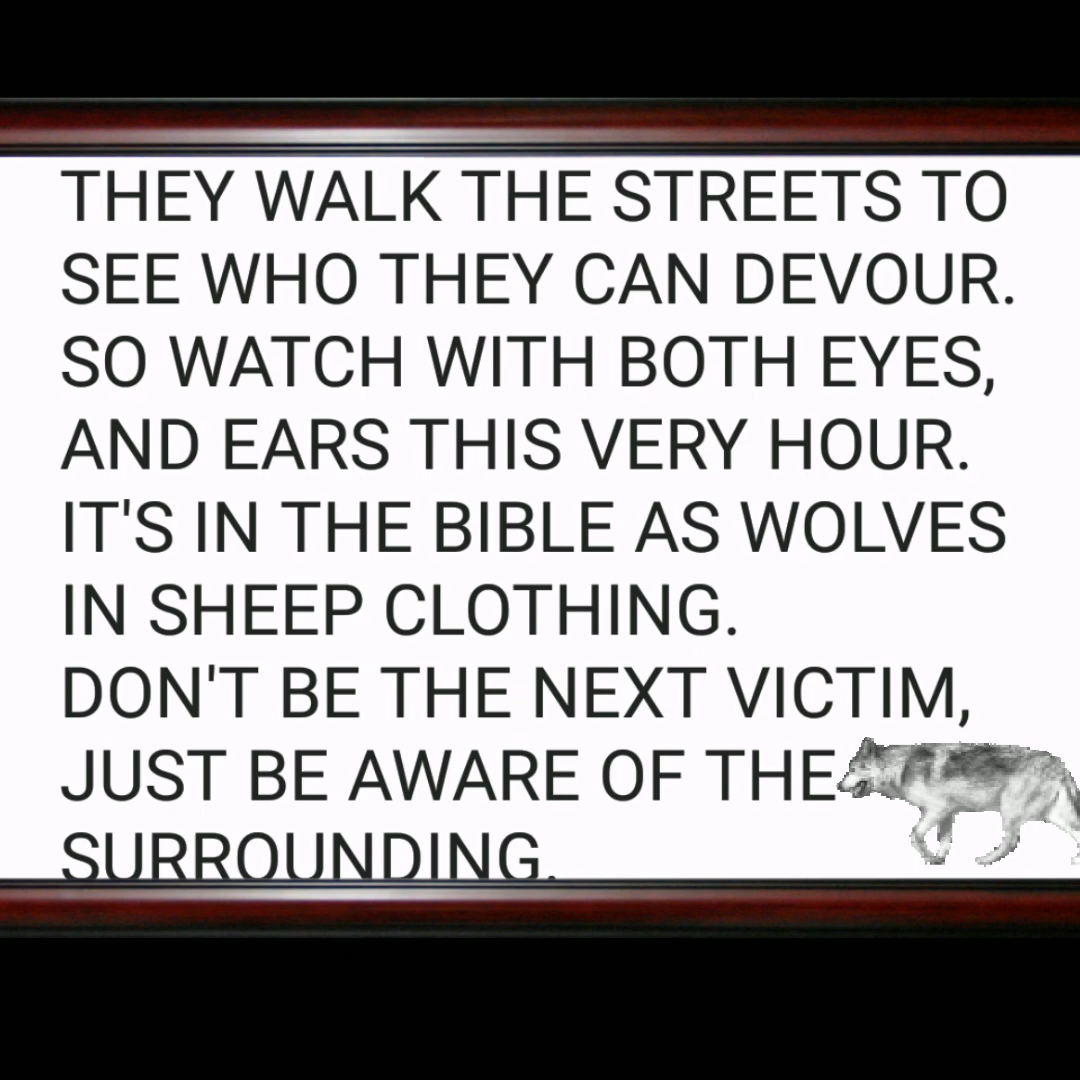 THEY WALK THE STREETS TO
SEE WHO THEY CAN DEVOUR.
SO WATCH WITH BOTH EYES,
AND EARS THIS VERY HOUR.
IT'S IN THE BIBLE AS WOLVES
IN SHEEP CLOTHING.
DON'T BE THE NEXT VICTIM,
JUST BE AWARE OF THE
SURROUNDING.